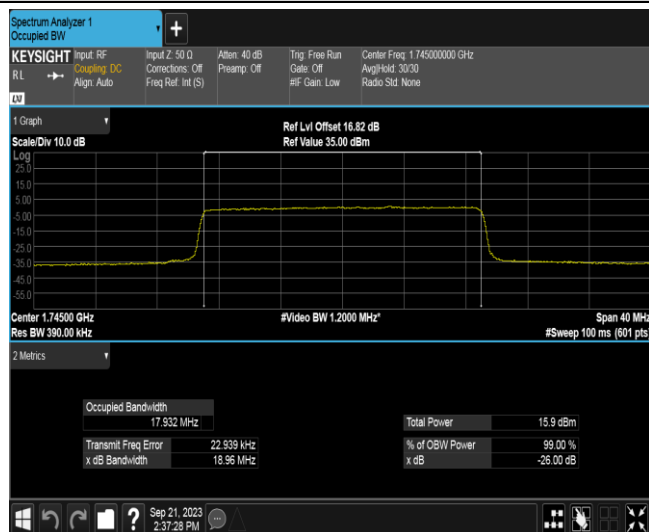 Spectrum Analyzer 1
Occupied BW
KEYSIGHT Input: RF Input Z: 50 Ω Atten: 40 dB Trig: Free Run Center Freq: 1.745000000 GHz
RL Coupling: DC Corrections: Off Preamp: Off Gate: Off Avg|Hold: 30/30
Align: Auto Freq Ref: Int (S) #IF Gain: Low Radio Std: None
LXI
1 Graph Ref Lvl Offset 16.82 dB
Scale/Div 10.0 dB Ref Value 35.00 dBm
Log
25.0
15.0
5.00
-5.00
-15.0
-25.0
-35.0
-45.0
-55.0
Center 1.74500 GHz #Video BW 1.2000 MHz* Span 40 MHz
Res BW 390.00 kHz #Sweep 100 ms (601 pts)
2 Metrics
Occupied Bandwidth
17.932 MHz Total Power 15.9 dBm
Transmit Freq Error 22.939 kHz % of OBW Power 99.00 %
x dB Bandwidth 18.96 MHz x dB -26.00 dB
Sep 21, 2023
2:37:28 PM